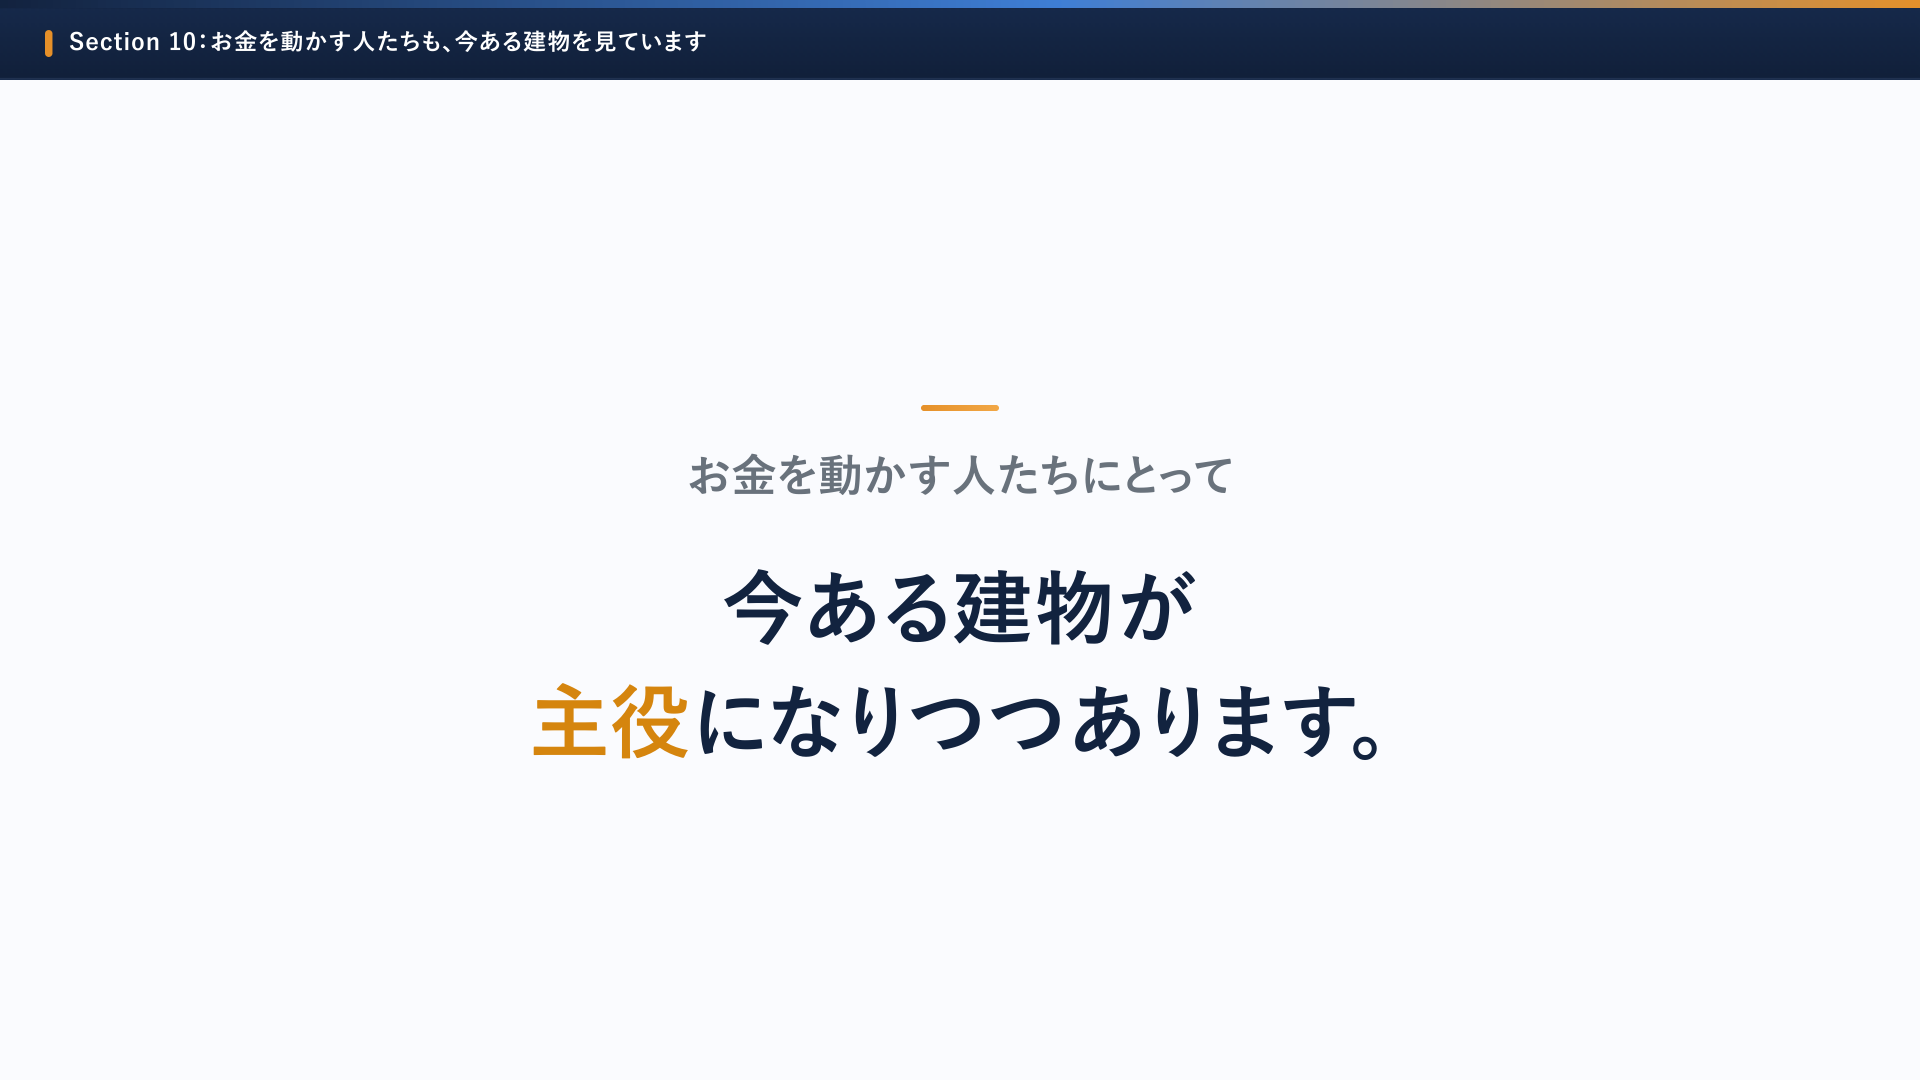 Section 10：お金を動かす人たちも、今ある建物を見ています
お金を動かす人たちにとって
今ある建物が
主役になりつつあります。